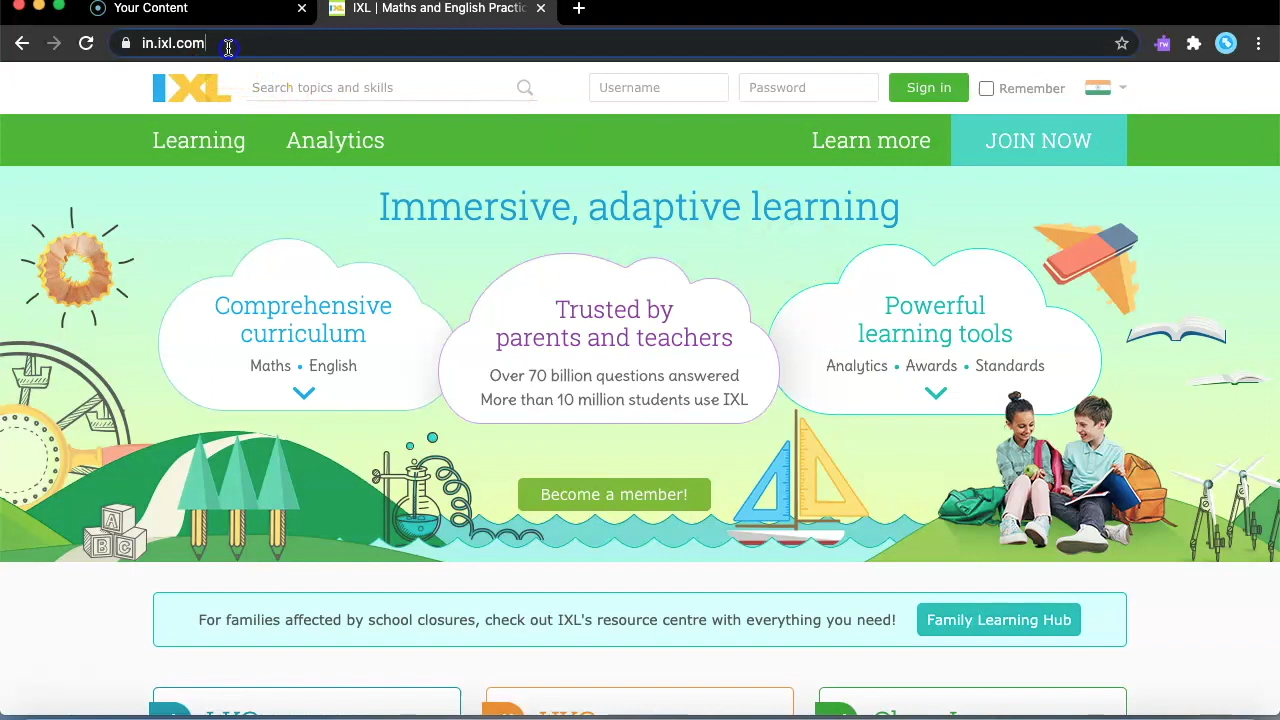 Your Content
IXL | Maths and English Practic
in.ixl.com
IXL
Search topics and skills
Username
Password
Sign in
Remember
Learning
Analytics
Learn more
JOIN NOW
Immersive, adaptive learning
Comprehensive
curriculum
Maths • English
Trusted by
parents and teachers
Over 70 billion questions answered
More than 10 million students use IXL
Powerful
learning tools
Analytics • Awards • Standards
A
B C
Become a member!
For families affected by school closures, check out IXL's resource centre with everything you need!
Family Learning Hub